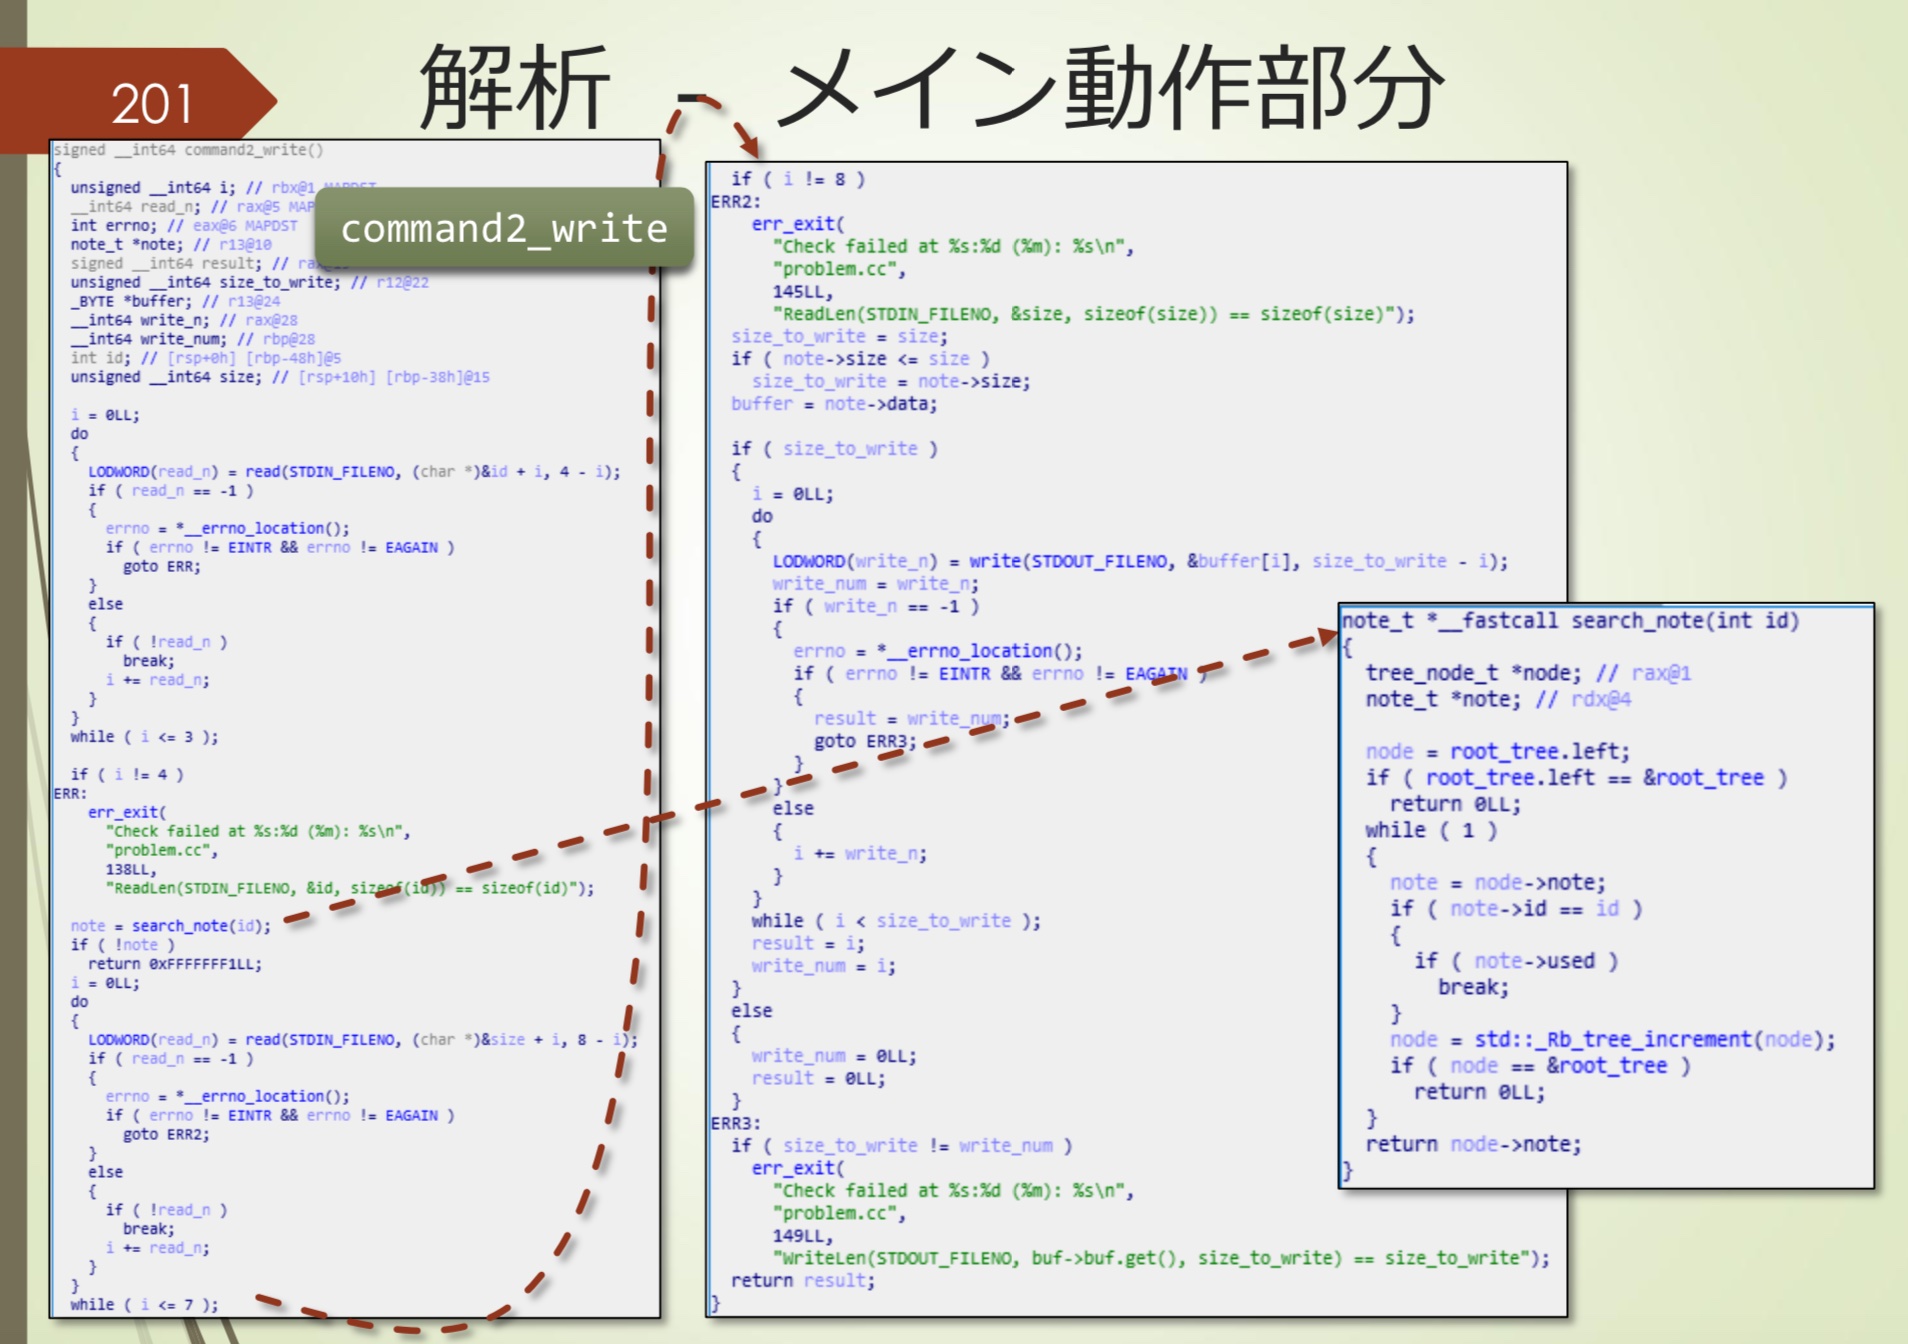 201
解析 - メイン動作部分
signed __int64 command2_write()
{
unsigned __int64 i; // rbx@1
__int64 read_n; // rax@5
int errno; // eax@6 MAPDST
note_t *note; // r13@10
signed __int64 result; //
unsigned __int64 size_to_write; // r12@22
_BYTE *buffer; // r13@24
__int64 write_n; // rax@28
__int64 write_num; // rbp@28
int id; // [rsp+0h] [rbp-48h]@5
unsigned __int64 size; // [rsp+10h] [rbp-38h]@15
i = 0LL;
do
{
LODWORD(read_n) = read(STDIN_FILENO, (char *)&id + i, 4 - i);
if ( read_n == -1 )
{
errno = *__errno_location();
if ( errno != EINTR && errno != EAGAIN )
goto ERR;
}
else
{
if ( !read_n )
break;
i += read_n;
}
}
while ( i <= 3 );
if ( i != 4 )
ERR:
err_exit(
"Check failed at %s:%d (%m): %s\n",
"problem.cc",
138LL,
"ReadLen(STDIN_FILENO, &id, sizeof(id)) == sizeof(id)");
note = search_note(id);
if ( !note )
return 0xFFFFFFF1LL;
i = 0LL;
do
{
LODWORD(read_n) = read(STDIN_FILENO, (char *)&size + i, 8 - i);
if ( read_n == -1 )
{
errno = *__errno_location();
if ( errno != EINTR && errno != EAGAIN )
goto ERR2;
}
else
{
if ( !read_n )
break;
i += read_n;
}
}
while ( i <= 7 );
command2_write
if ( i != 8 )
ERR2:
err_exit(
"Check failed at %s:%d (%m): %s\n",
"problem.cc",
145LL,
"ReadLen(STDIN_FILENO, &size, sizeof(size)) == sizeof(size)");
size_to_write = size;
if ( note->size <= size )
size_to_write = note->size;
buffer = note->data;
if ( size_to_write )
{
i = 0LL;
do
{
LODWORD(write_n) = write(STDOUT_FILENO, &buffer[i], size_to_write - i);
write_num = write_n;
if ( write_n == -1 )
{
errno = *__errno_location();
if ( errno != EINTR && errno != EAGAIN )
{
result = write_num;
goto ERR3;
}
}
else
{
i += write_n;
}
}
while ( i < size_to_write );
result = i;
write_num = i;
}
else
{
write_num = 0LL;
result = 0LL;
}
ERR3:
if ( size_to_write != write_num )
err_exit(
"Check failed at %s:%d (%m): %s\n",
"problem.cc",
149LL,
"WriteLen(STDOUT_FILENO, buf->buf.get(), size_to_write) == size_to_write");
return result;
}
note_t *__fastcall search_note(int id)
{
tree_node_t *node; // rax@1
note_t *note; // rdx@4
node = root_tree.left;
if ( root_tree.left == &root_tree )
return 0LL;
while ( 1 )
{
note = node->note;
if ( note->id == id )
{
if ( note->used )
break;
}
node = std::_Rb_tree_increment(node);
if ( node == &root_tree )
return 0LL;
}
return node->note;
}